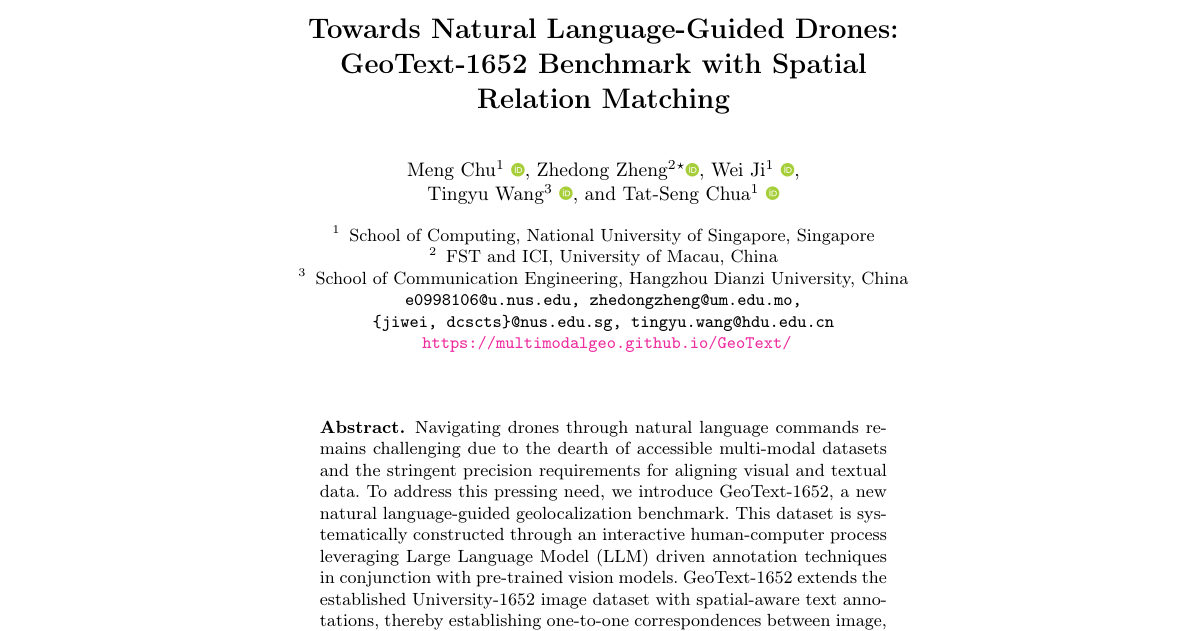 Towards Natural Language-Guided Drones:
GeoText-1652 Benchmark with Spatial
Relation Matching
Meng Chu1 iD, Zhedong Zheng2⋆ iD, Wei Ji1 iD,
Tingyu Wang3 iD, and Tat-Seng Chua1 iD
1 School of Computing, National University of Singapore, Singapore
2 FST and ICI, University of Macau, China
3 School of Communication Engineering, Hangzhou Dianzi University, China
e0998106@u.nus.edu, zhedongzheng@um.edu.mo,
{jiwei, dcscts}@nus.edu.sg, tingyu.wang@hdu.edu.cn
https://multimodalgeo.github.io/GeoText/
Abstract. Navigating drones through natural language commands re-
mains challenging due to the dearth of accessible multi-modal datasets
and the stringent precision requirements for aligning visual and textual
data. To address this pressing need, we introduce GeoText-1652, a new
natural language-guided geolocalization benchmark. This dataset is sys-
tematically constructed through an interactive human-computer process
leveraging Large Language Model (LLM) driven annotation techniques
in conjunction with pre-trained vision models. GeoText-1652 extends the
established University-1652 image dataset with spatial-aware text anno-
tations, thereby establishing one-to-one correspondences between image,